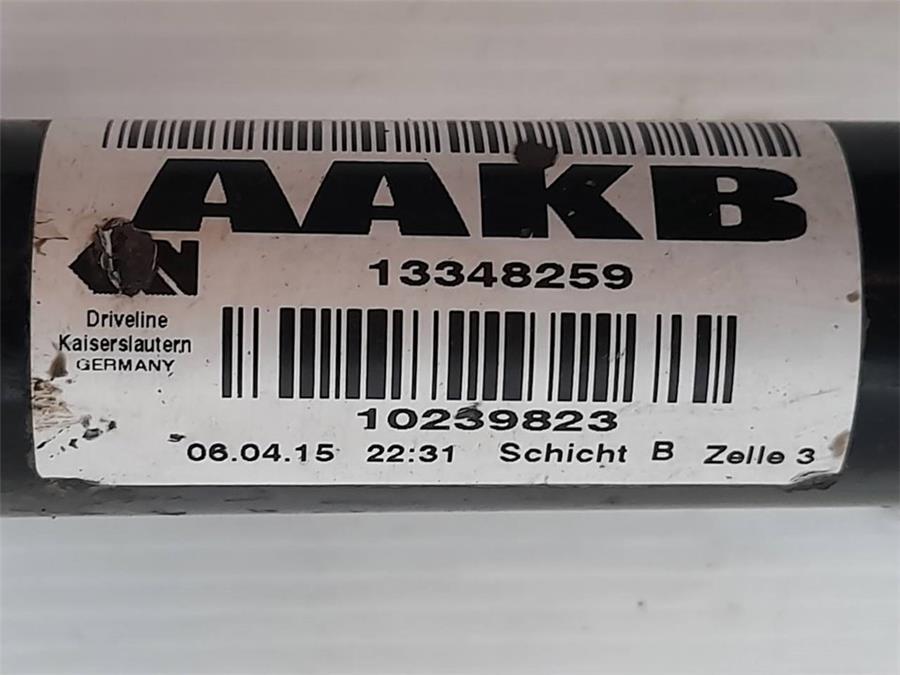 AAKB
13348259
Driveline
Kaiserslautern
GERMANY
10239823
06.04.15 22:31 Schicht B Zelle 3